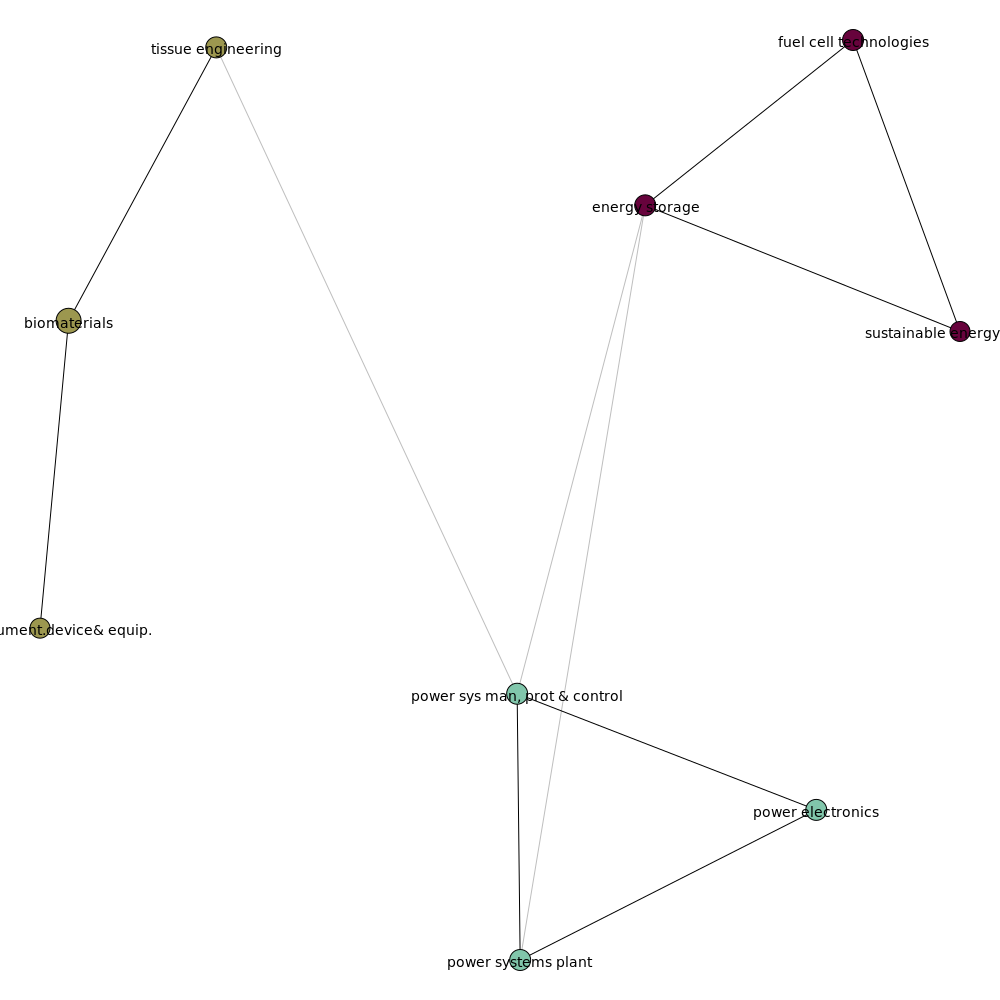 fuel cell technologies
tissue engineering
energy storage
biomaterials
sustainable energy
device& equip.
power sys man, prot & control
power electronics
power systems plant